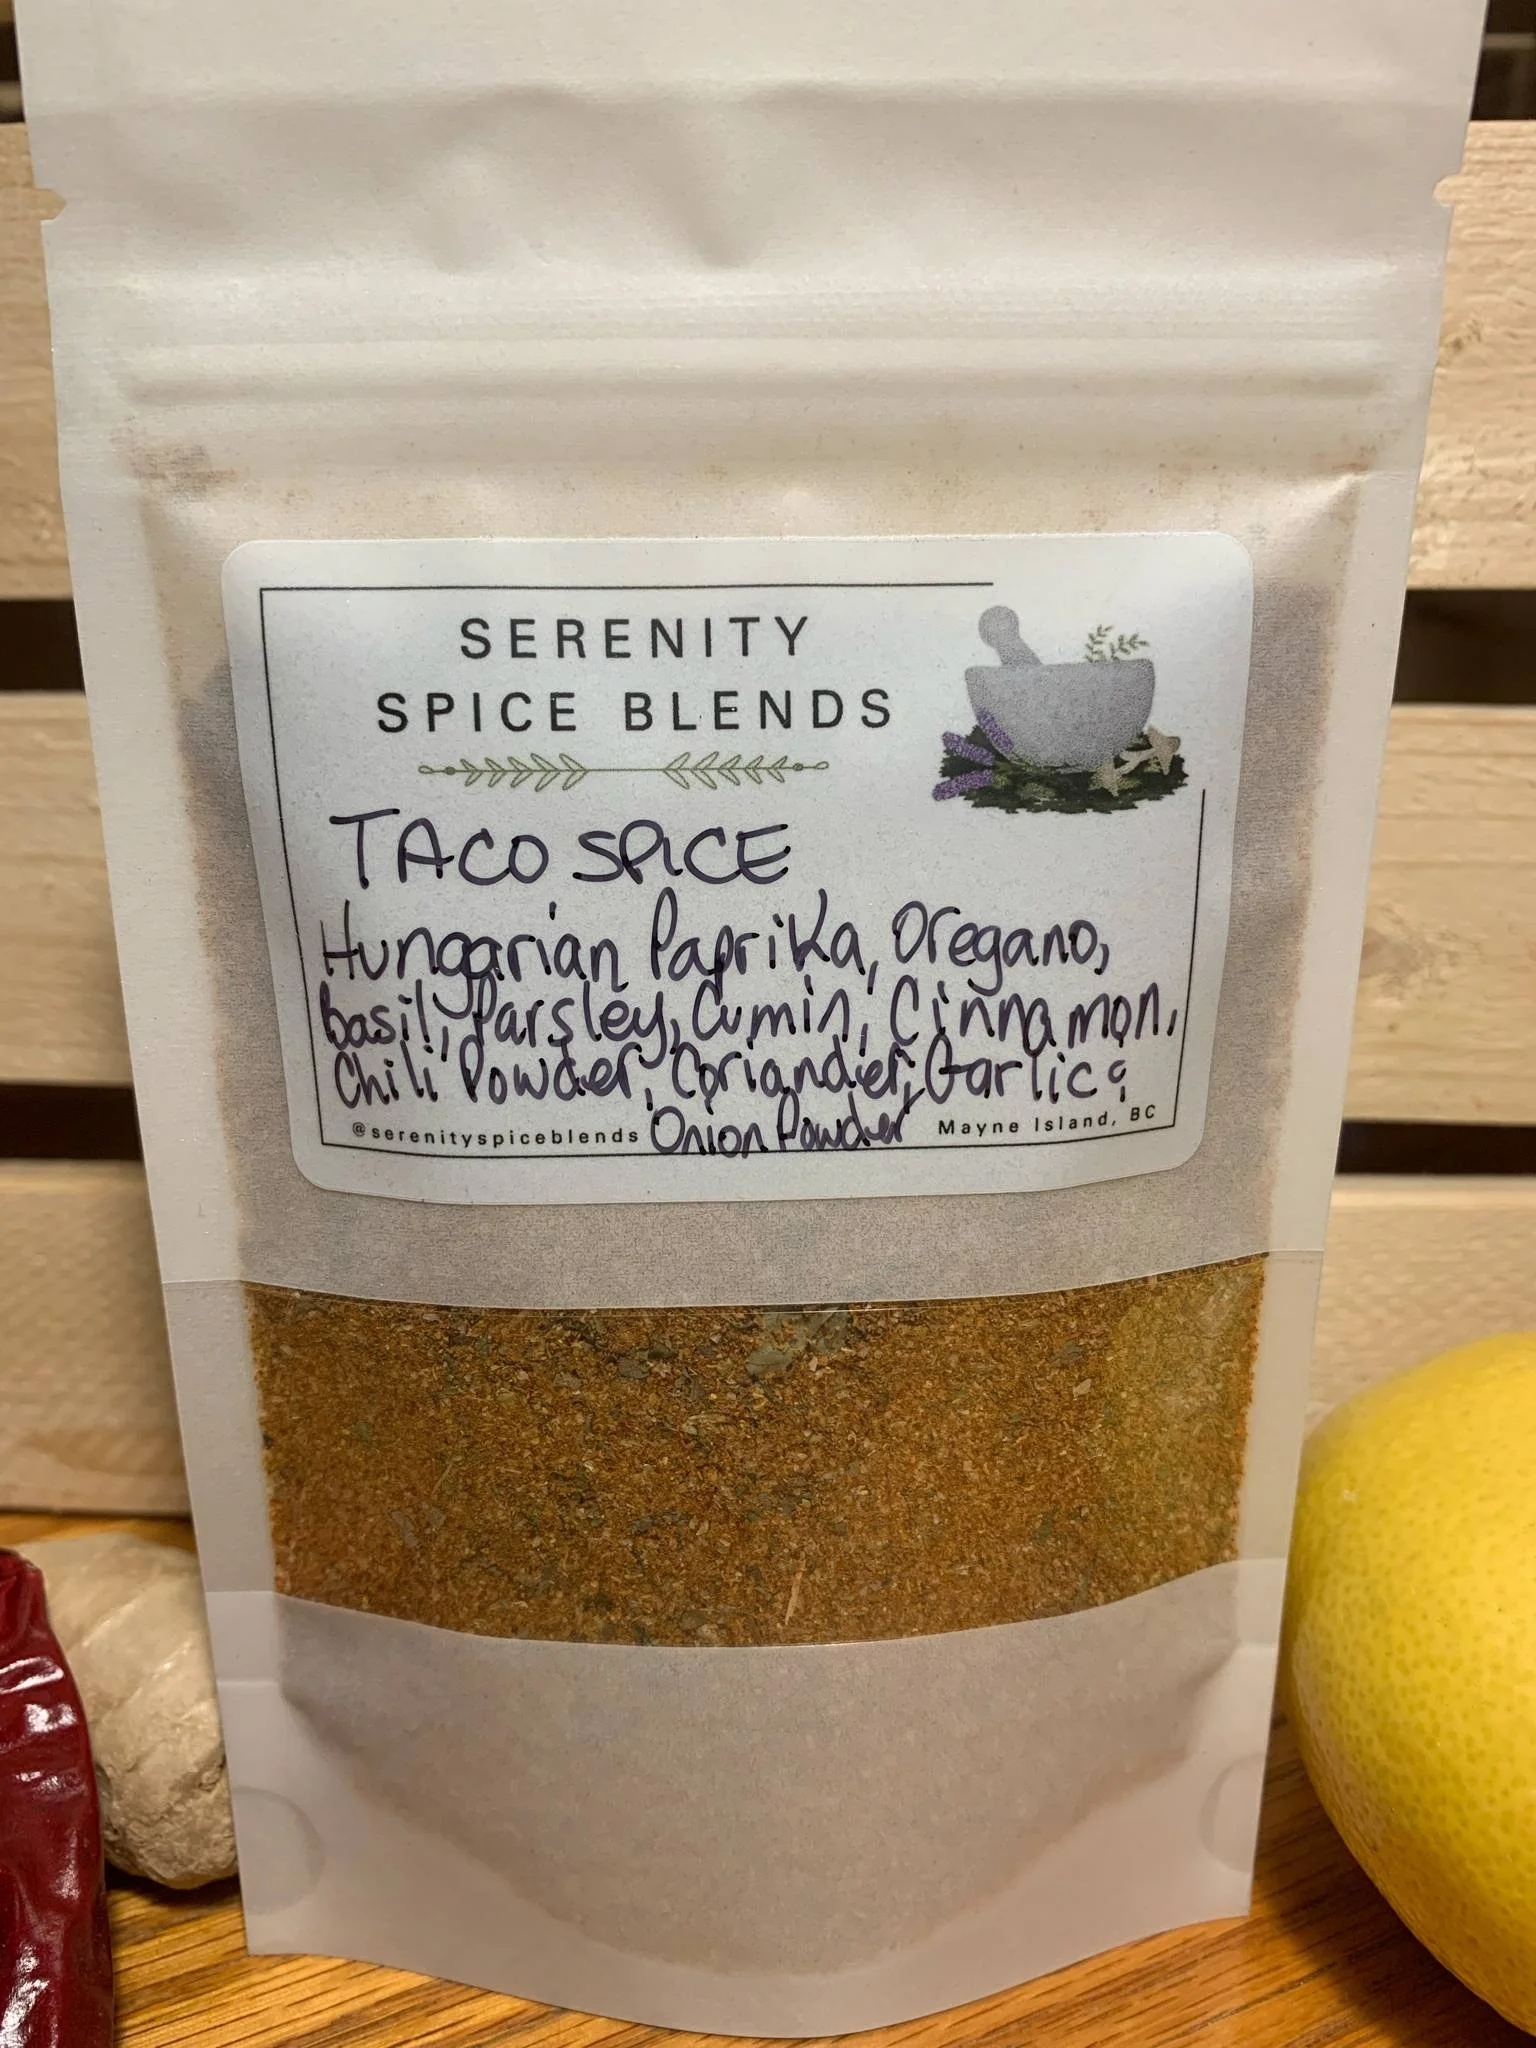 SERENITY
SPICE BLENDS
TACO SPICE
Hungarian Paprika, Oregano,
Basil, Parsley, Cumin, Cinnamon,
Chili Powder, Coriander, Garlic &
Onion Powder
@serenityspiceblends
Mayne Island, BC